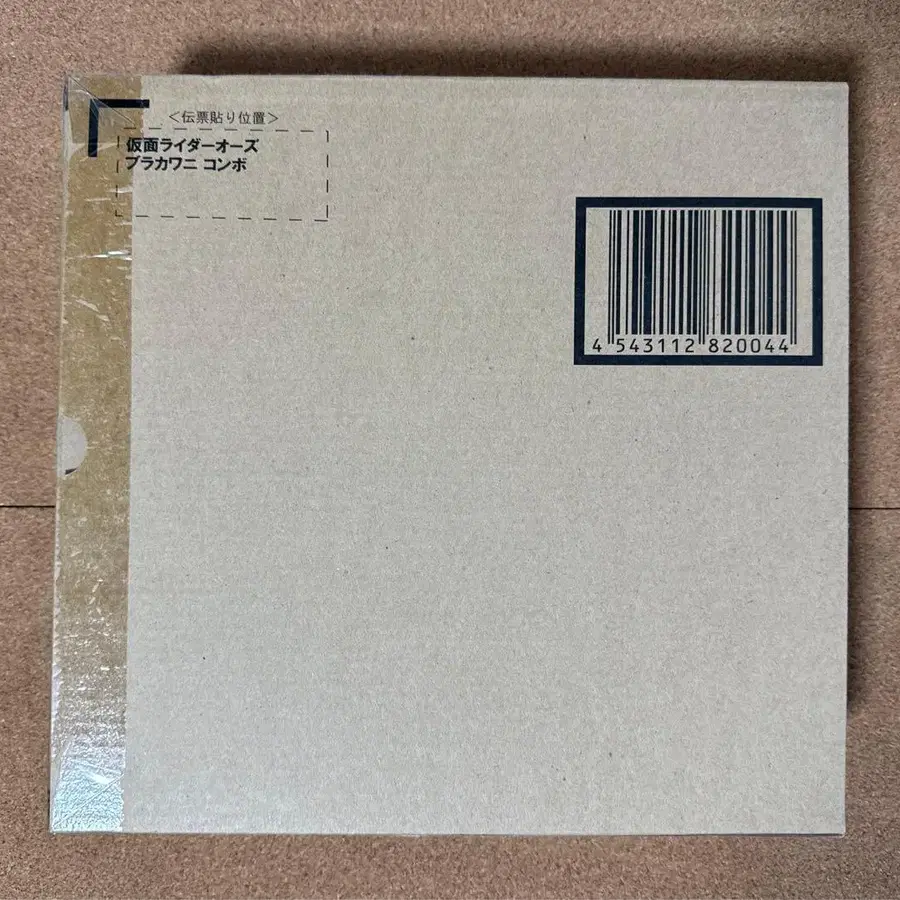 ＜伝票貼り位置＞
仮面ライダーオーズ
ブラカワニ コンボ
4 543112 820044